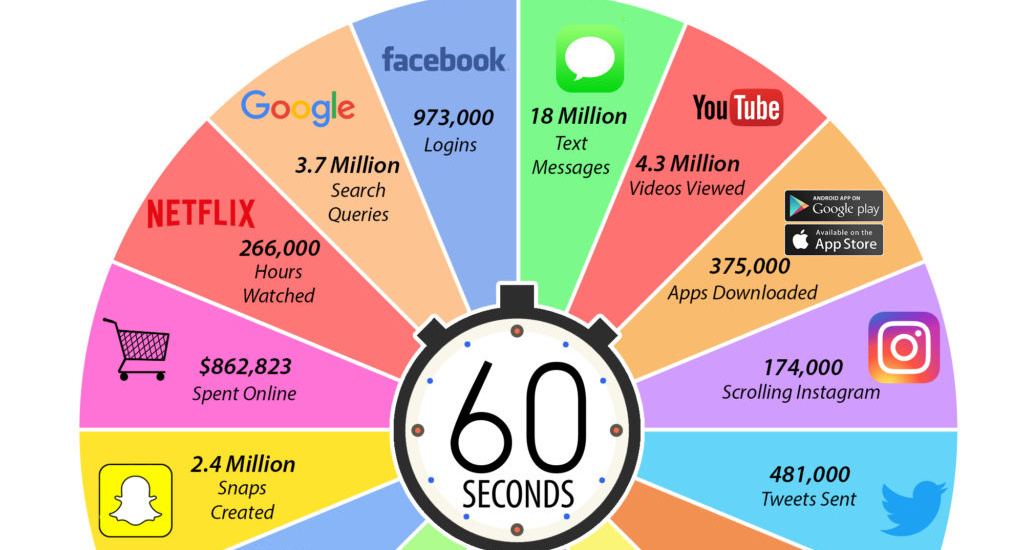 facebook
973,000
Logins
18 Million
Text
Messages
YouTube
4.3 Million
Videos Viewed
ANDROID APP ON
Google play
Available on the
App Store
375,000
Apps Downloaded
174,000
Scrolling Instagram
481,000
Tweets Sent
Google
3.7 Million
Search
Queries
NETFLIX
266,000
Hours
Watched
$862,823
Spent Online
2.4 Million
Snaps
Created
60
SECONDS